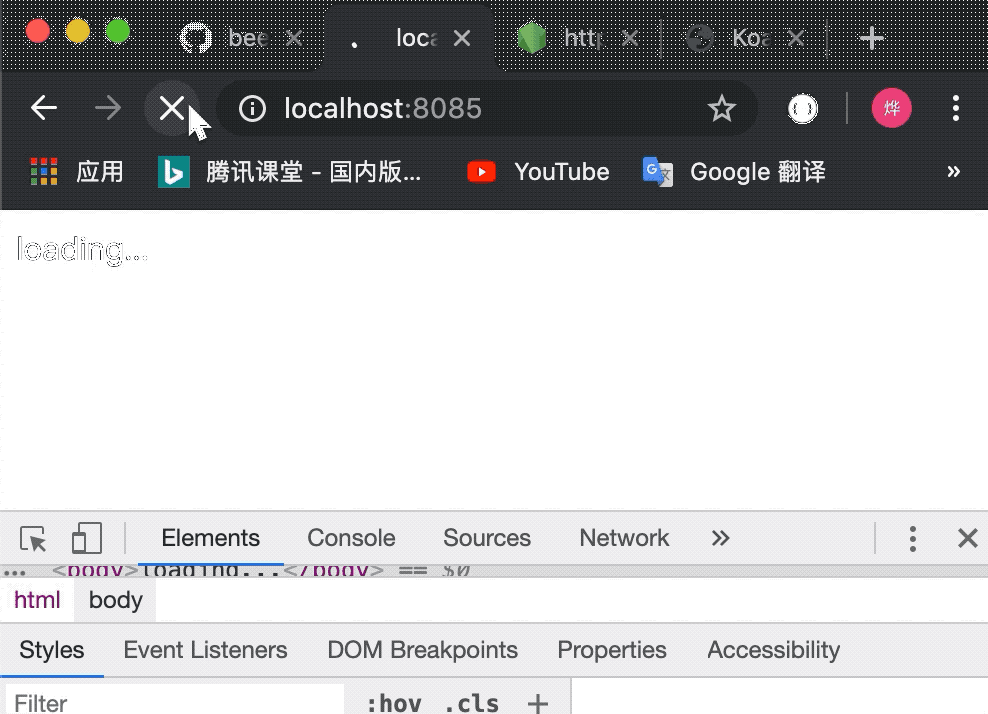 bee loca http Koa
localhost:8085 烨
应用 腾讯课堂 - 国内版... YouTube Google 翻译 »
loading...
Elements Console Sources Network »
... <body>loading...</body> == $0
html body
Styles Event Listeners DOM Breakpoints Properties Accessibility
Filter :hov .cls +